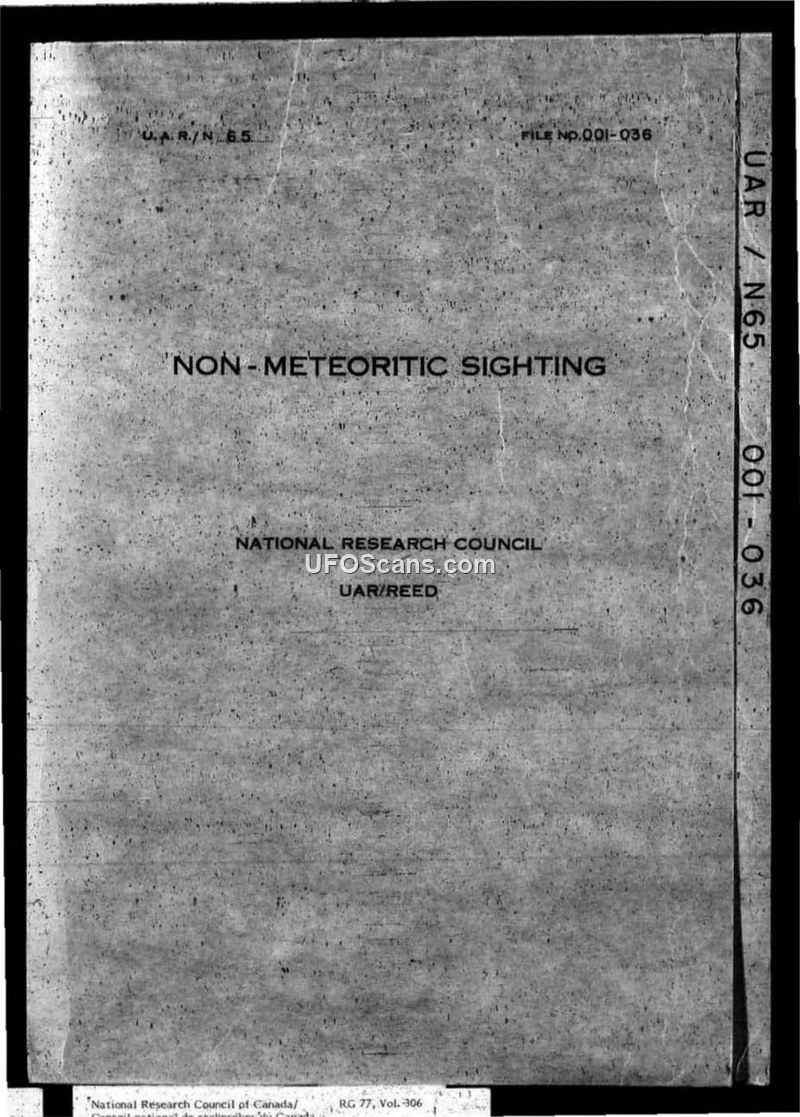 U.A.R./N 65
FILE NO.001-036
UAR / N65 001-036
NON-METEORITIC SIGHTING
NATIONAL RESEARCH COUNCIL
UFOScans.com
UAR/REED
National Research Council of Canada/
RG 77, Vol. 306